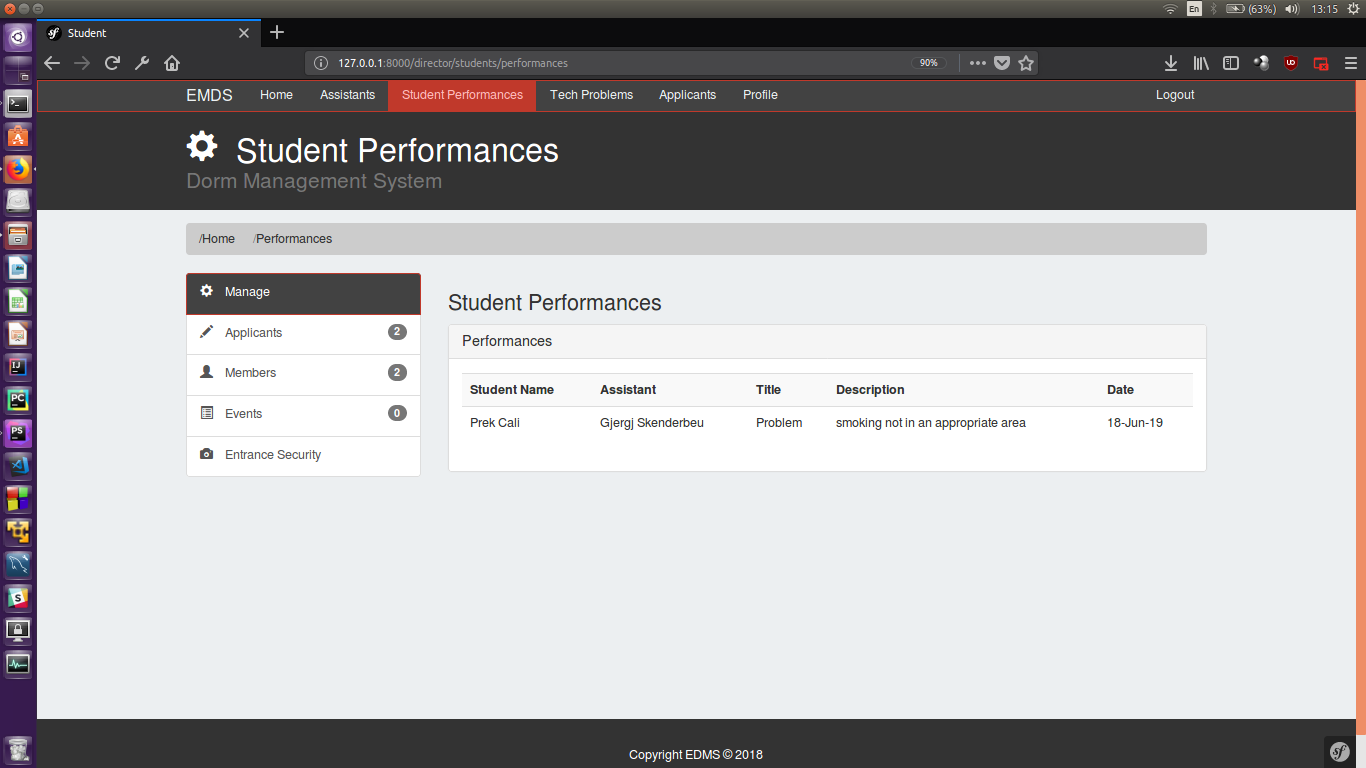 En (63%) 13:15
Student
127.0.0.1:8000/director/students/performances 90%
EMDS Home Assistants Student Performances Tech Problems Applicants Profile Logout
Student Performances
Dorm Management System
/Home /Performances
Manage
Applicants 2
Members 2
Events 0
Entrance Security
Student Performances
Performances
Student Name Assistant Title Description Date
Prek Cali Gjergj Skenderbeu Problem smoking not in an appropriate area 18-Jun-19
Copyright EDMS © 2018